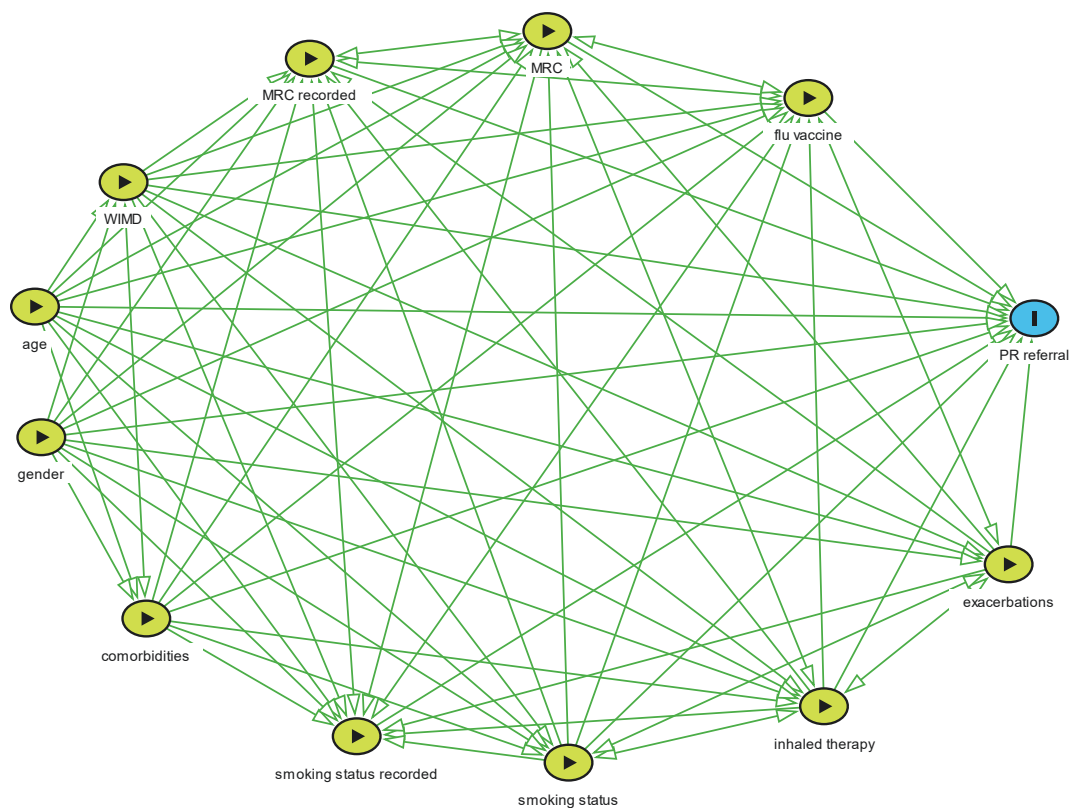 MRC
MRC recorded
flu vaccine
WIMD
age
PR referral
gender
exacerbations
comorbidities
inhaled therapy
smoking status recorded
smoking status